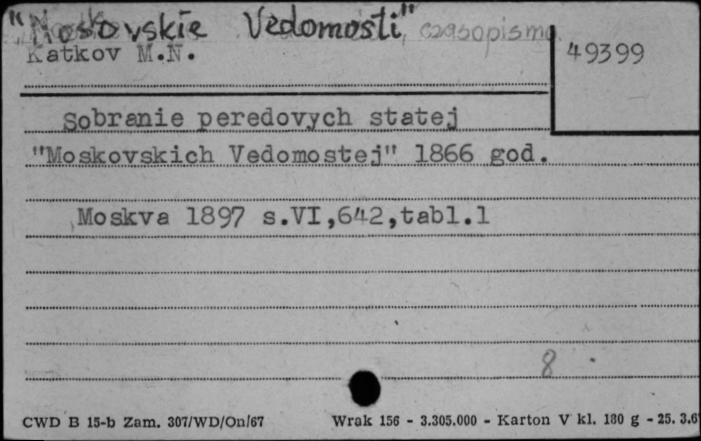 "Moskovskie Vedomosti" czasopismo
Katkov M.N.
49399
Sobranie peredovych statej
"Moskovskich Vedomostej" 1866 god.
Moskva 1897 s.VI,642,tabl.1
8
CWD B 15-b Zam. 307/WD/On/67 Wrak 156 - 3.305.000 - Karton V kl. 180 g - 25. 3.6